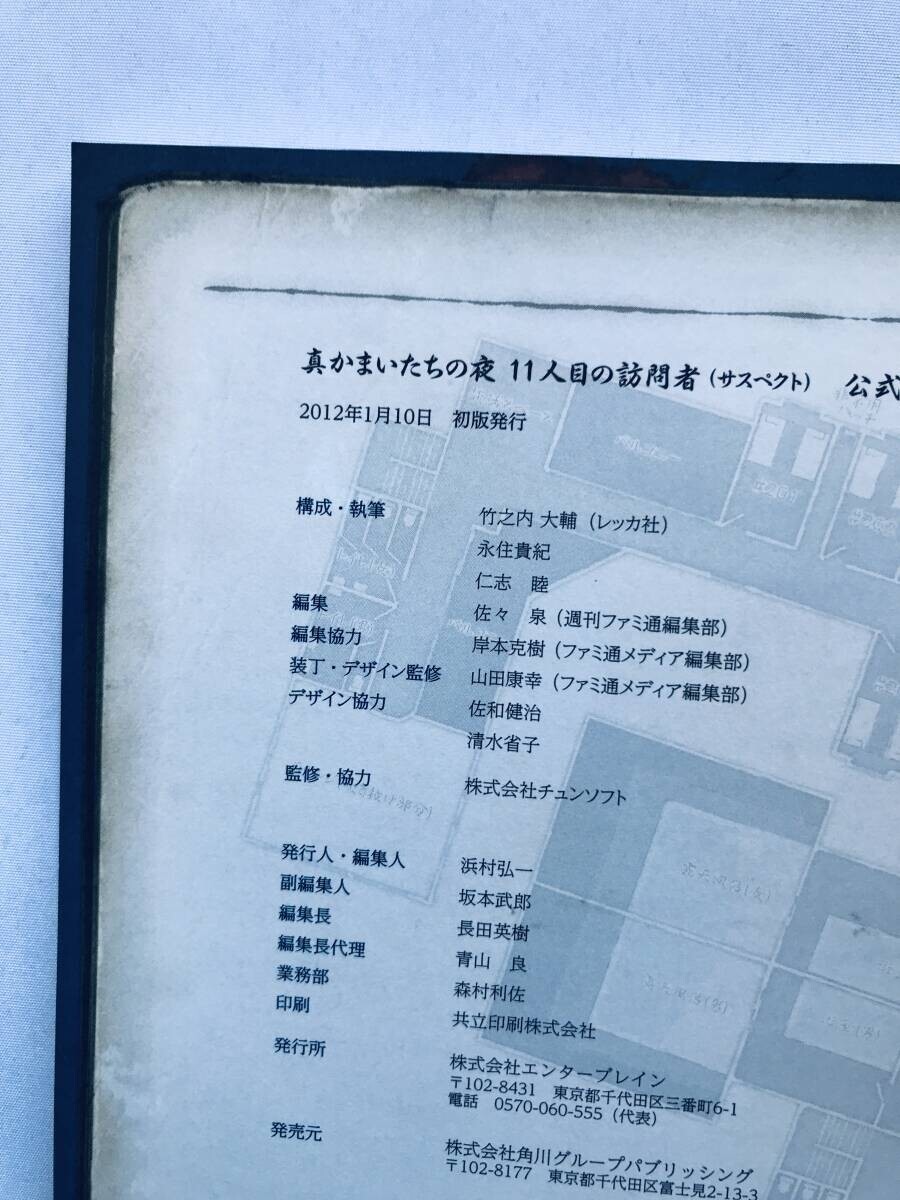 真かまいたちの夜 11人目の訪問者（サスペクト） 公式
2012年1月10日 初版発行
構成・執筆 竹之内 大輔（レッカ社）
永住貴紀
仁志 睦
編集 佐々 泉（週刊ファミ通編集部）
編集協力 岸本克樹（ファミ通メディア編集部）
装丁・デザイン監修 山田康幸（ファミ通メディア編集部）
デザイン協力 佐和健治
清水省子
監修・協力 株式会社チュンソフト
発行人・編集人 浜村弘一
副編集人 坂本武郎
編集長 長田英樹
編集長代理 青山 良
業務部 森村利佐
印刷 共立印刷株式会社
発行所 株式会社エンターブレイン
〒102-8431 東京都千代田区三番町6-1
電話 0570-060-555（代表）
発売元 株式会社角川グループパブリッシング
〒102-8177 東京都千代田区富士見2-13-3